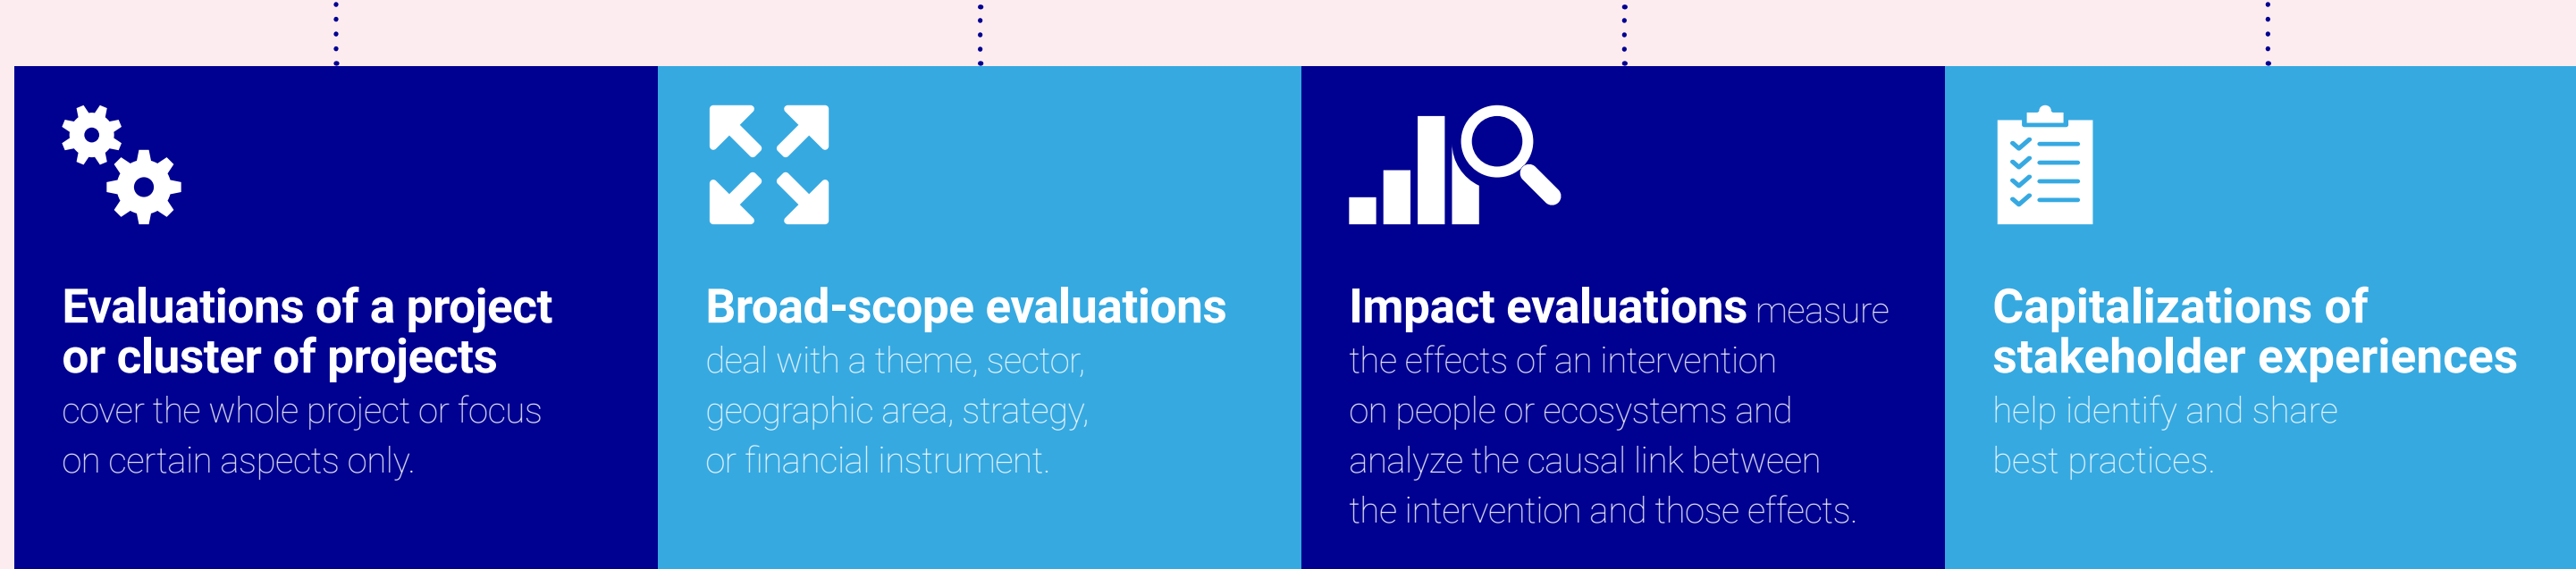 Evaluations of a project
or cluster of projects
cover the whole project or focus
on certain aspects only.
Broad-scope evaluations
deal with a theme, sector,
geographic area, strategy,
or financial instrument.
Impact evaluations measure
the effects of an intervention
on people or ecosystems and
analyze the causal link between
the intervention and those effects.
Capitalizations of
stakeholder experiences
help identify and share
best practices.